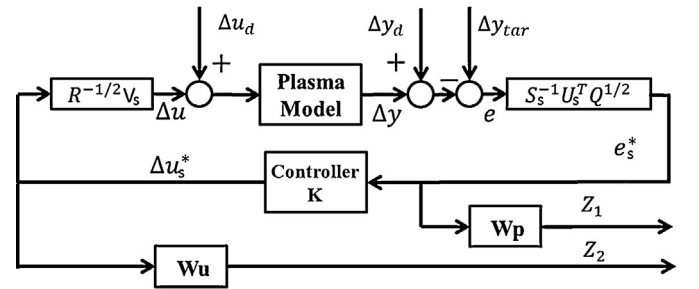 Δu_d
Δy_d
Δy_tar
+
+
−
R^{-1/2}V_s
Δu
Plasma
Model
Δy
e
S_s^{-1}U_s^TQ^{1/2}
Δu_s^*
Controller
K
e_s^*
Wp
Z_1
Wu
Z_2